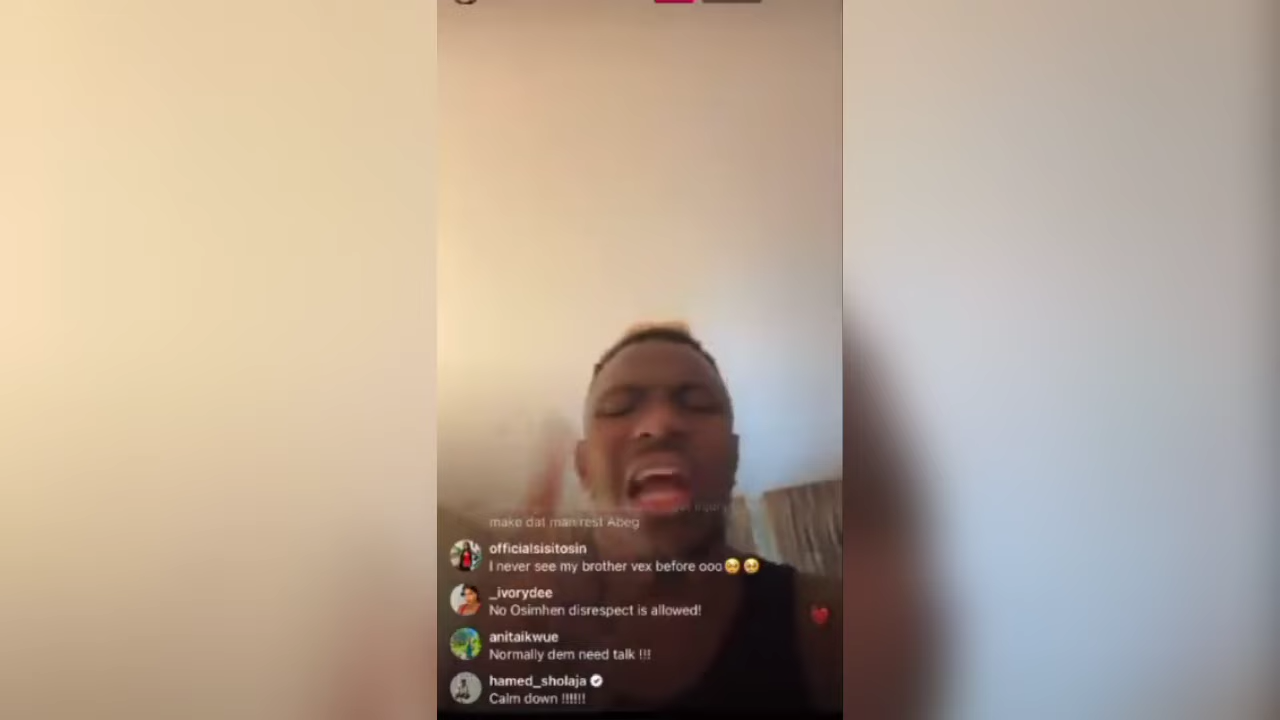 make dat man rest Abeg
officialsisitosin
I never see my brother vex before ooo🥺🥺
_ivorydee
No Osimhen disrespect is allowed!
anitaikwue
Normally dem need talk !!!
hamed_sholaja
Calm down !!!!!!